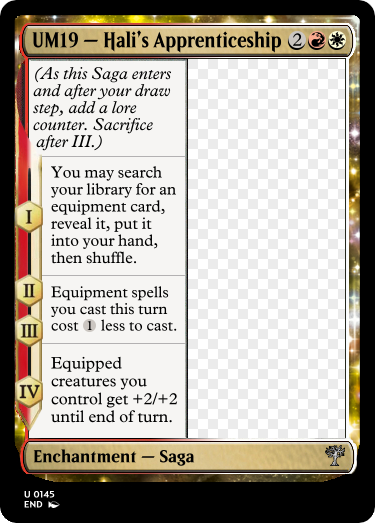 UM19 — Hali's Apprenticeship 2
(As this Saga enters
and after your draw
step, add a lore
counter. Sacrifice
after III.)
I
You may search
your library for an
equipment card,
reveal it, put it
into your hand,
then shuffle.
II
III
Equipment spells
you cast this turn
cost 1 less to cast.
IV
Equipped
creatures you
control get +2/+2
until end of turn.
Enchantment — Saga
U 0145
END